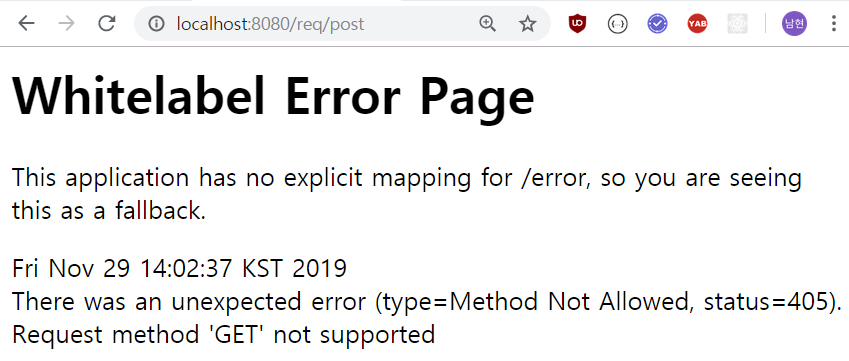 localhost:8080/req/post
YAB
남현
Whitelabel Error Page
This application has no explicit mapping for /error, so you are seeing
this as a fallback.
Fri Nov 29 14:02:37 KST 2019
There was an unexpected error (type=Method Not Allowed, status=405).
Request method 'GET' not supported